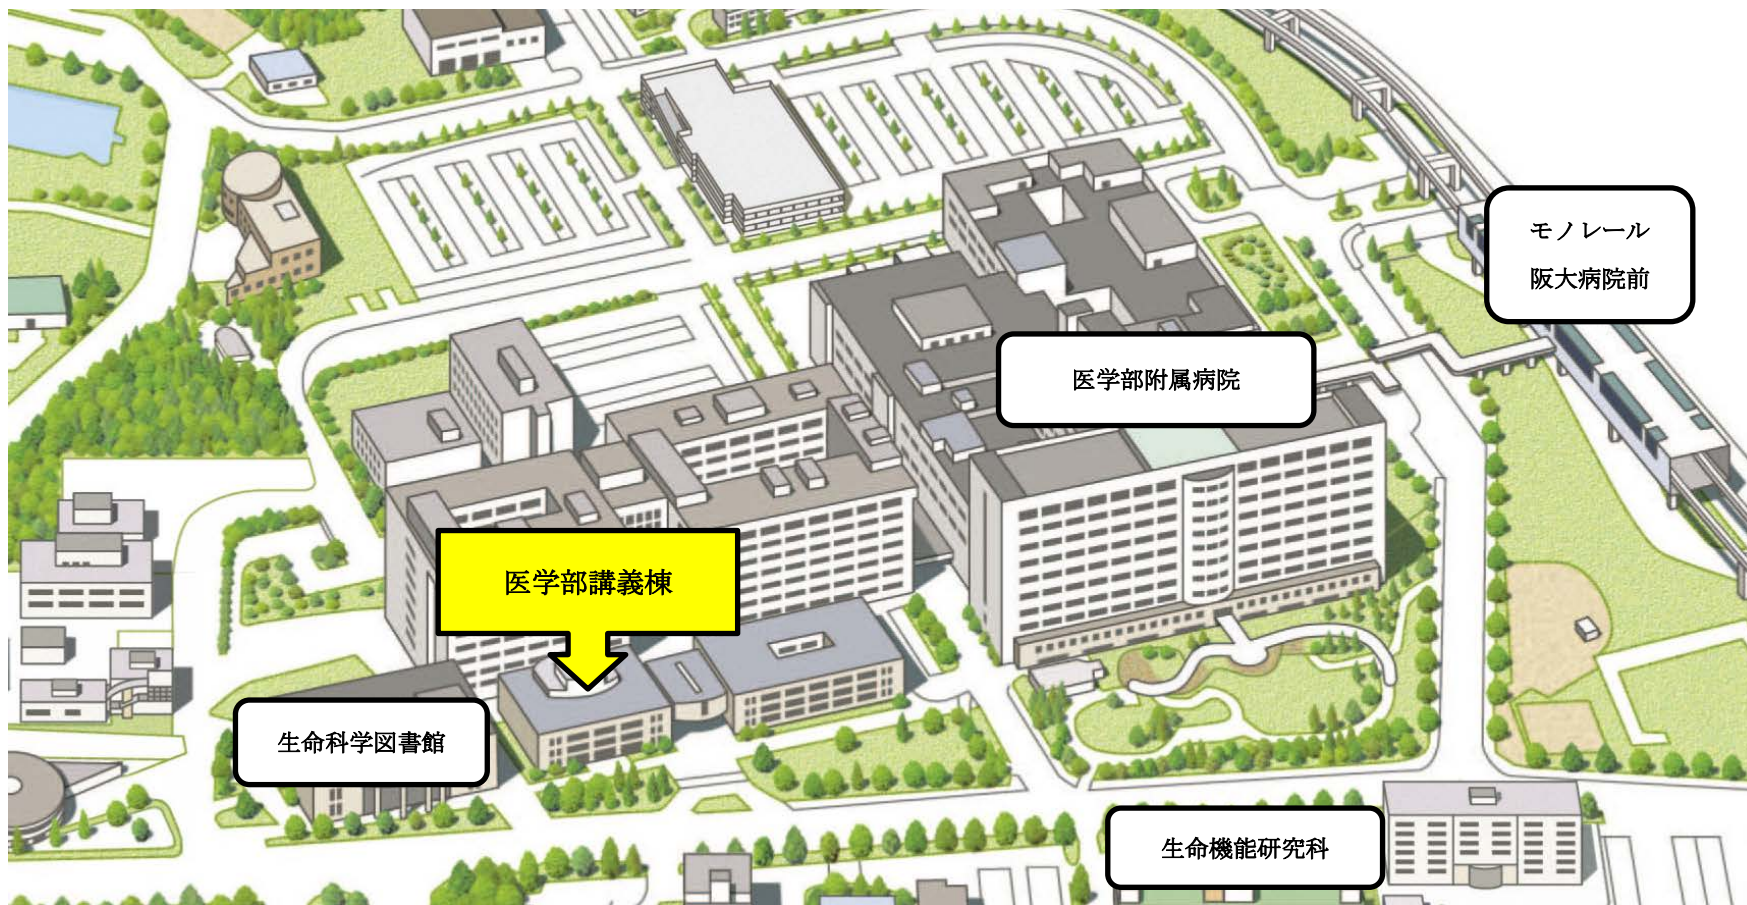 モノレール
阪大病院前
医学部附属病院
医学部講義棟
生命科学図書館
生命機能研究科